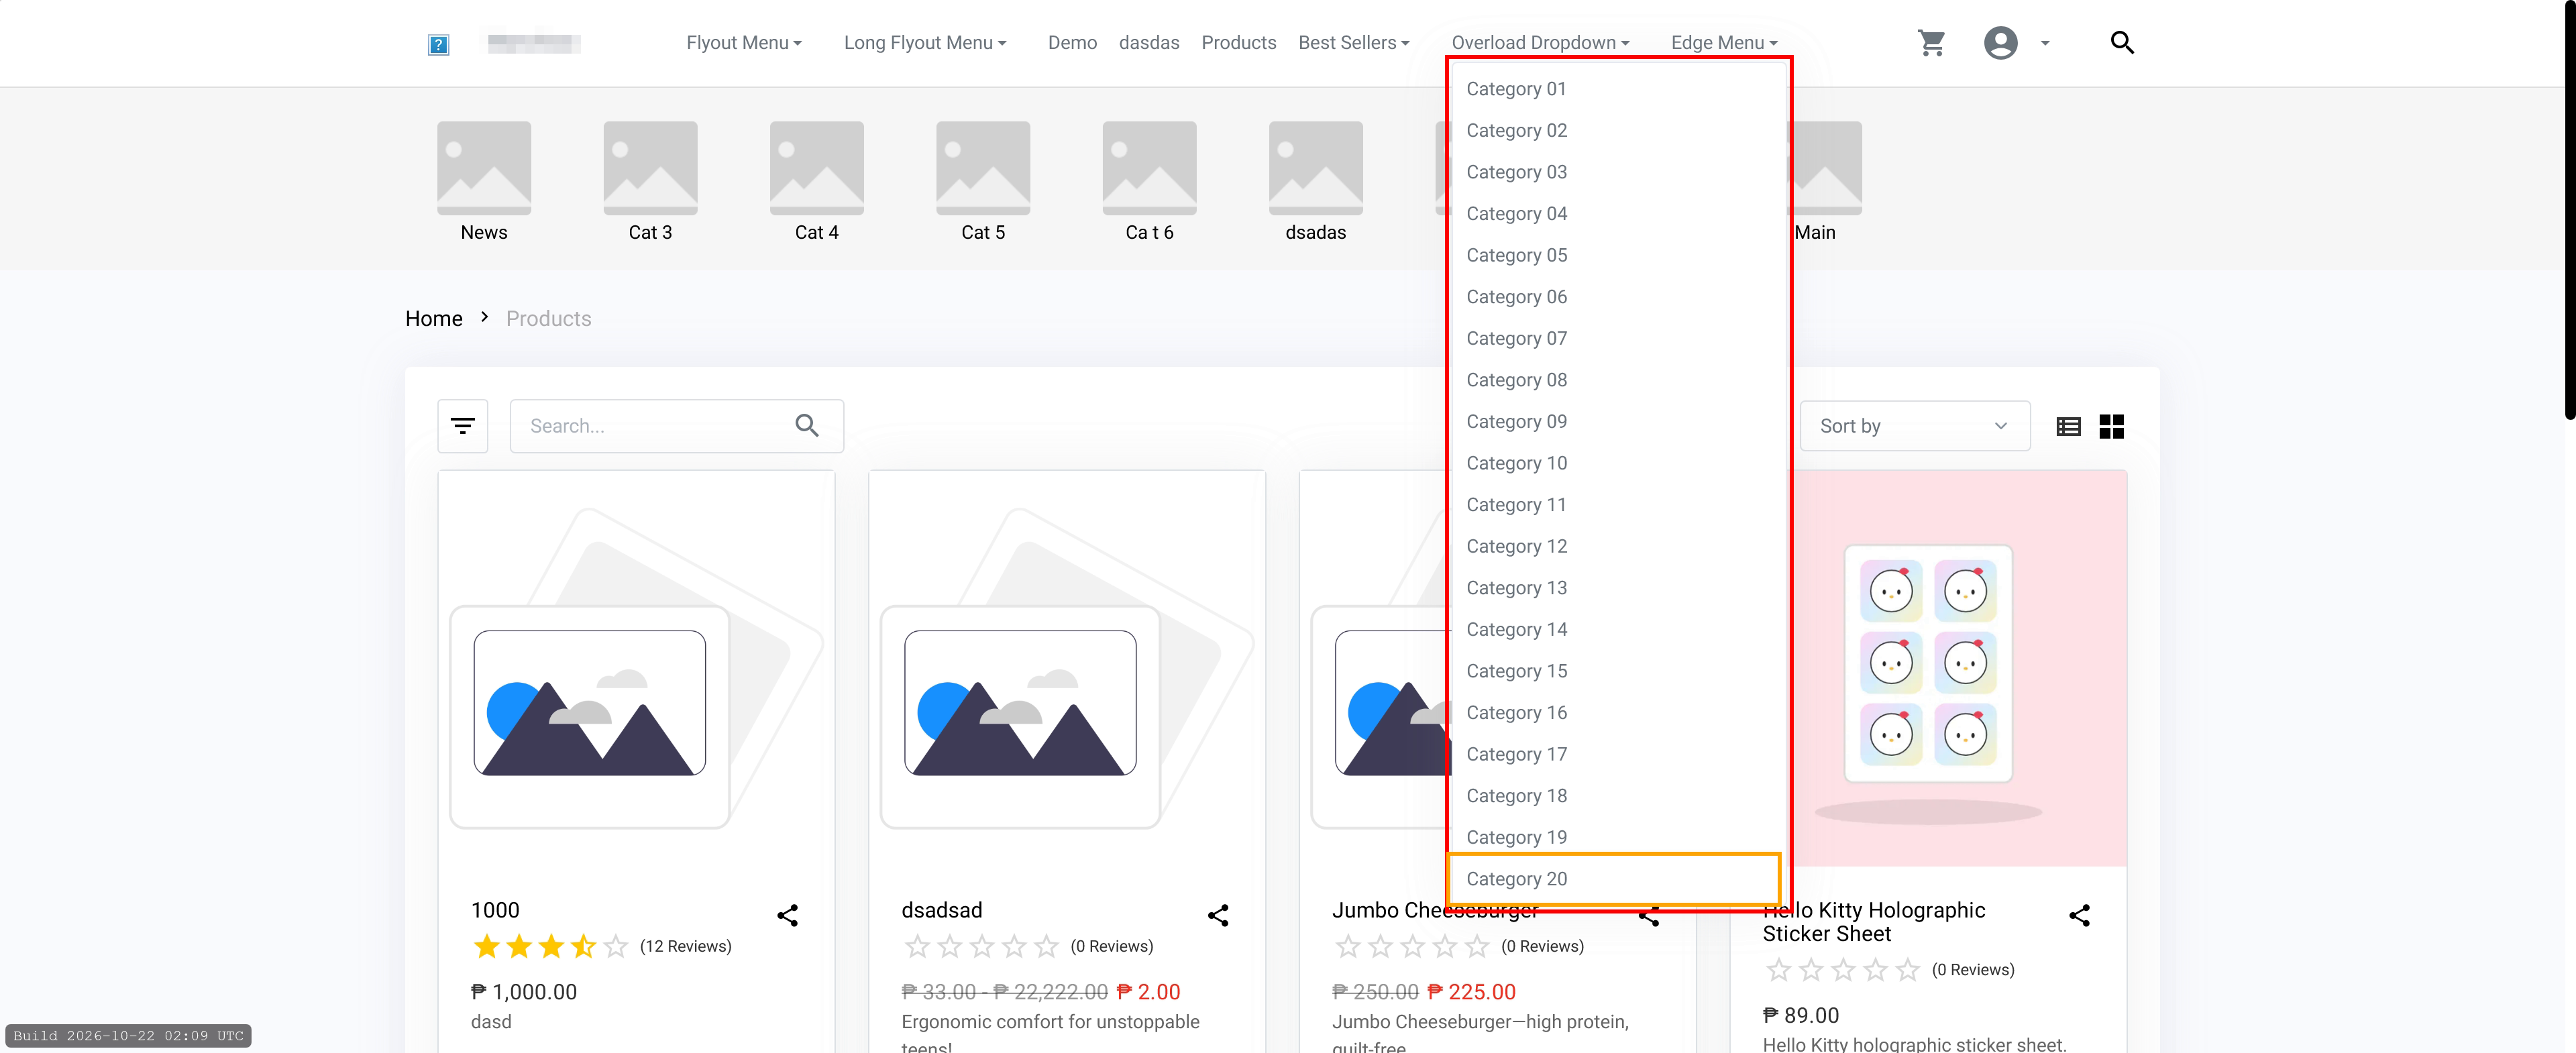 Flyout Menu
Long Flyout Menu
Demo
dasdas
Products
Best Sellers
Overload Dropdown
Edge Menu
Category 01
Category 02
Category 03
Category 04
Category 05
Category 06
Category 07
Category 08
Category 09
Category 10
Category 11
Category 12
Category 13
Category 14
Category 15
Category 16
Category 17
Category 18
Category 19
Category 20
News
Cat 3
Cat 4
Cat 5
Ca t 6
dsadas
Main
Home > Products
Search...
Sort by
1000
(12 Reviews)
₱ 1,000.00
dasd
dsadsad
(0 Reviews)
₱ 33.00 - ₱ 22,222.00 ₱ 2.00
Ergonomic comfort for unstoppable
teens!
Jumbo Cheeseburger
(0 Reviews)
₱ 250.00 ₱ 225.00
Jumbo Cheeseburger—high protein,
guilt-free
Hello Kitty Holographic
Sticker Sheet
(0 Reviews)
₱ 89.00
Hello Kitty holographic sticker sheet.
Build 2026-10-22 02:09 UTC